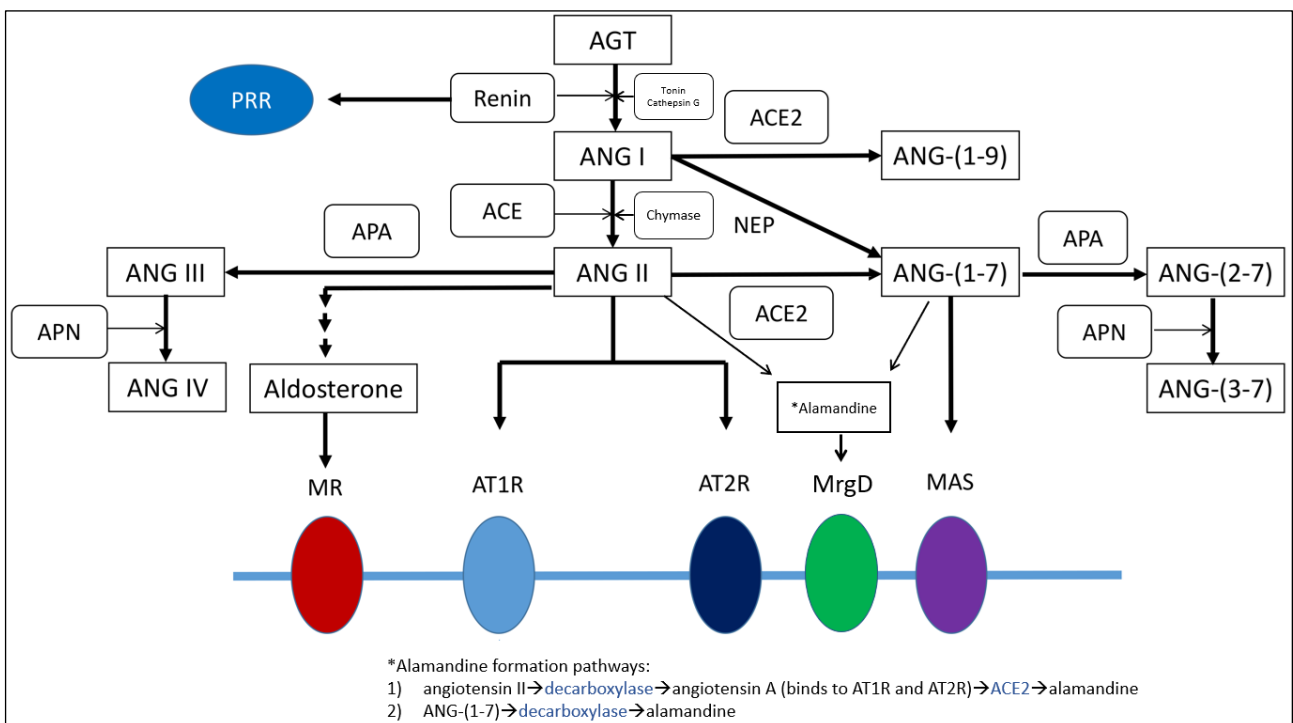 AGT
PRR
Renin
Tonin
Cathepsin G
ACE2
ANG I
ANG-(1-9)
ACE
Chymase
NEP
APA
APA
ANG III
ANG II
ANG-(1-7)
ANG-(2-7)
APN
ACE2
APN
ANG IV
Aldosterone
*Alamandine
ANG-(3-7)
MR
AT1R
AT2R
MrgD
MAS
*Alamandine formation pathways:
1) angiotensin II→decarboxylase→angiotensin A (binds to AT1R and AT2R)→ACE2→alamandine
2) ANG-(1-7)→decarboxylase→alamandine